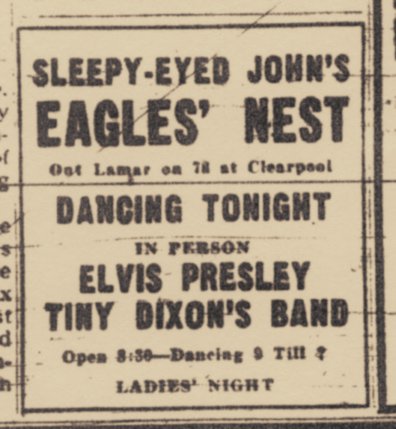 SLEEPY-EYED JOHN'S
EAGLES' NEST
Out Lamar on 78 at Clearpool
DANCING TONIGHT
IN PERSON
ELVIS PRESLEY
TINY DIXON'S BAND
Open 8:30—Dancing 9 Till ?
LADIES' NIGHT